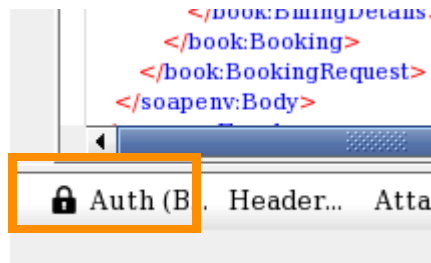 </book:BillingDetails>
</book:Booking>
</book:BookingRequest>
</soapenv:Body>
Auth (B... Header... Atta